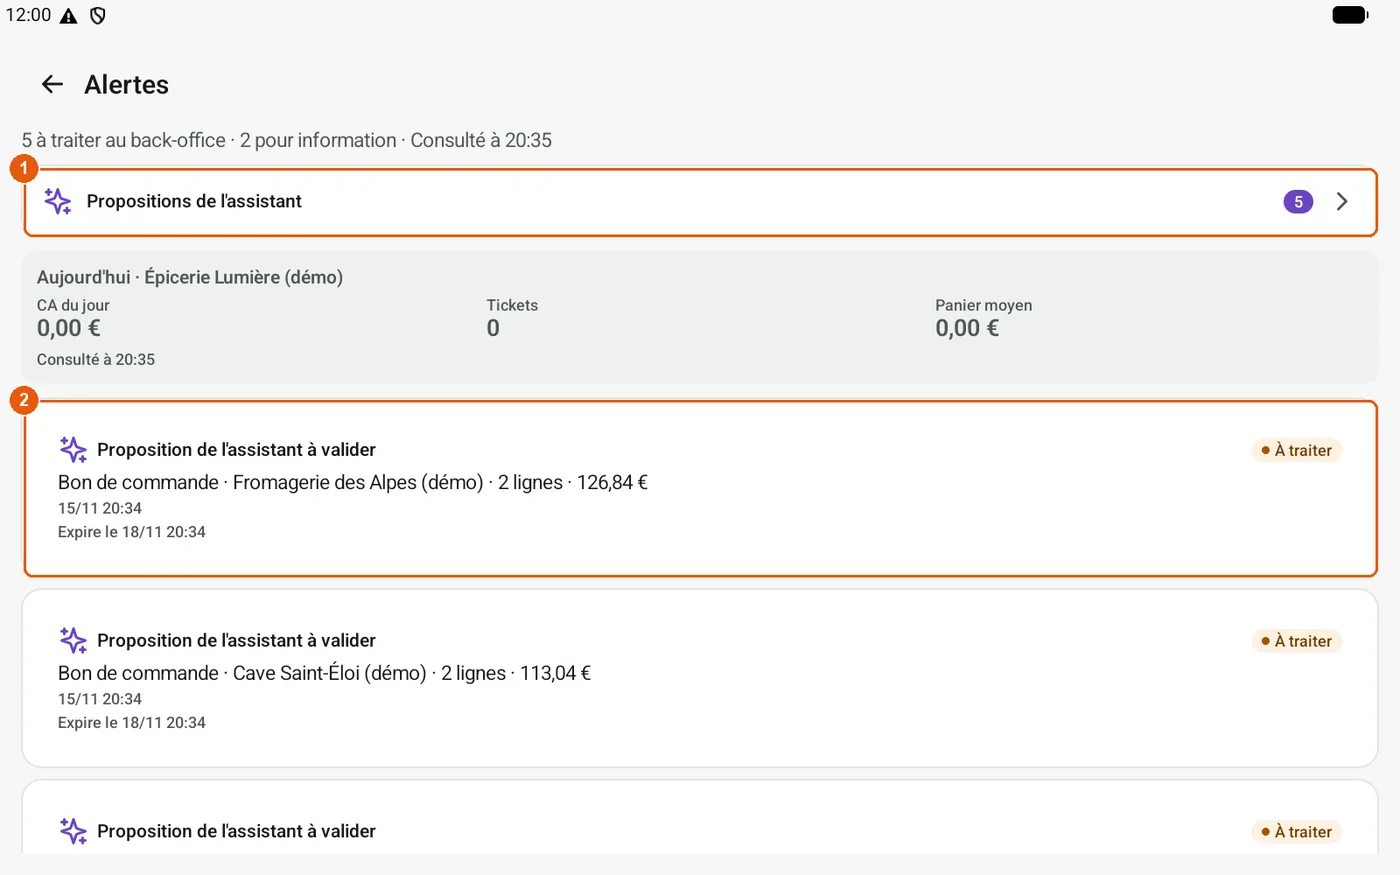 12:00
Alertes
5 à traiter au back-office · 2 pour information · Consulté à 20:35
1
Propositions de l'assistant
5
Aujourd'hui · Épicerie Lumière (démo)
CA du jour
Tickets
Panier moyen
0,00 €
0
0,00 €
Consulté à 20:35
2
Proposition de l'assistant à valider
À traiter
Bon de commande · Fromagerie des Alpes (démo) · 2 lignes · 126,84 €
15/11 20:34
Expire le 18/11 20:34
Proposition de l'assistant à valider
À traiter
Bon de commande · Cave Saint-Éloi (démo) · 2 lignes · 113,04 €
15/11 20:34
Expire le 18/11 20:34
Proposition de l'assistant à valider
À traiter